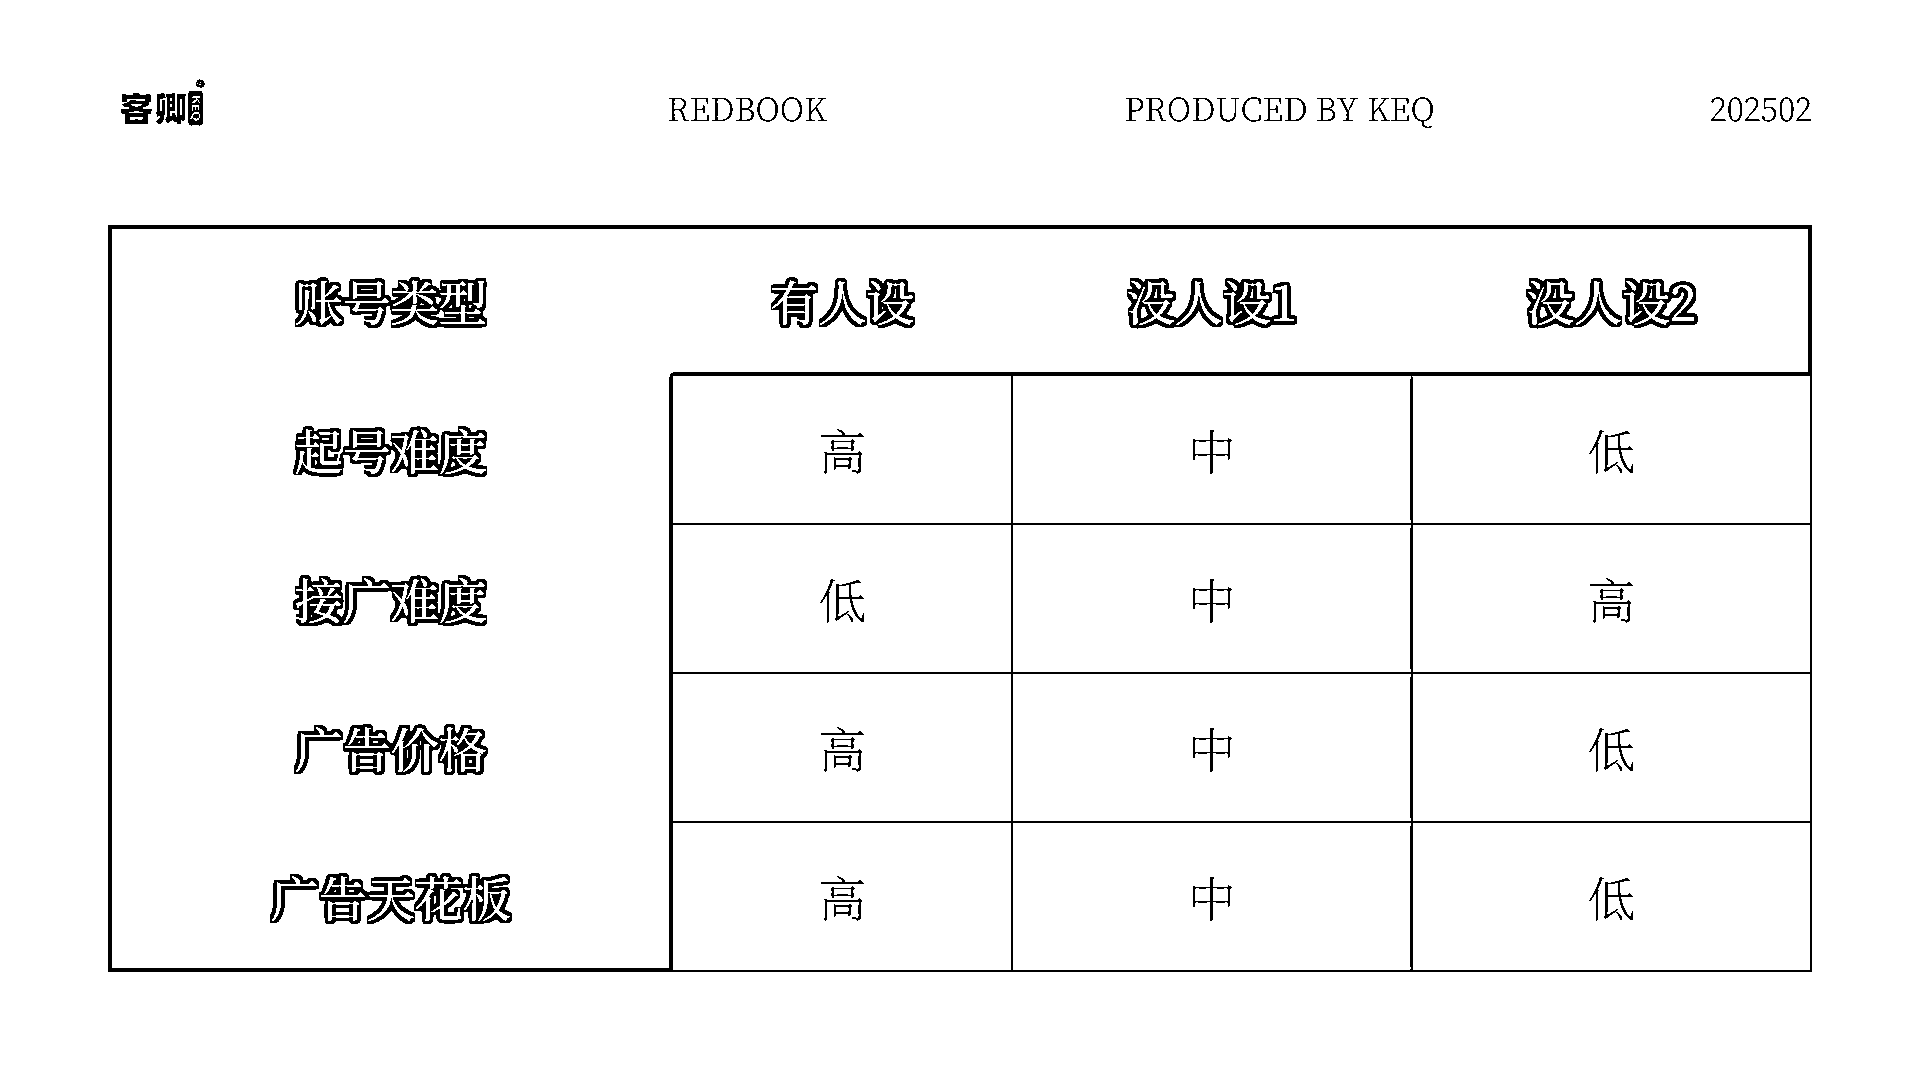 客卿 KEQ REDBOOK PRODUCED BY KEQ 202502
账号类型 有人设 没人设1 没人设2
起号难度 高 中 低
接广难度 低 中 高
广告价格 高 中 低
广告天花板 高 中 低